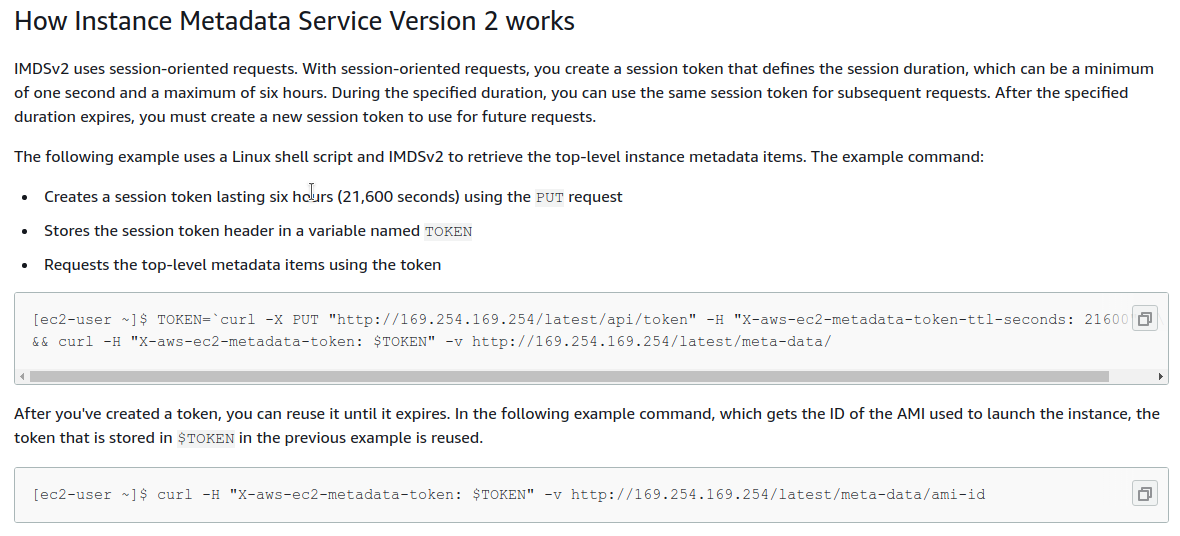 How Instance Metadata Service Version 2 works
IMDSv2 uses session-oriented requests. With session-oriented requests, you create a session token that defines the session duration, which can be a minimum
of one second and a maximum of six hours. During the specified duration, you can use the same session token for subsequent requests. After the specified
duration expires, you must create a new session token to use for future requests.
The following example uses a Linux shell script and IMDSv2 to retrieve the top-level instance metadata items. The example command:
• Creates a session token lasting six hours (21,600 seconds) using the PUT request
• Stores the session token header in a variable named TOKEN
• Requests the top-level metadata items using the token
[ec2-user ~]$ TOKEN=`curl -X PUT "http://169.254.169.254/latest/api/token" -H "X-aws-ec2-metadata-token-ttl-seconds: 21600
&& curl -H "X-aws-ec2-metadata-token: $TOKEN" -v http://169.254.169.254/latest/meta-data/
After you've created a token, you can reuse it until it expires. In the following example command, which gets the ID of the AMI used to launch the instance, the
token that is stored in $TOKEN in the previous example is reused.
[ec2-user ~]$ curl -H "X-aws-ec2-metadata-token: $TOKEN" -v http://169.254.169.254/latest/meta-data/ami-id